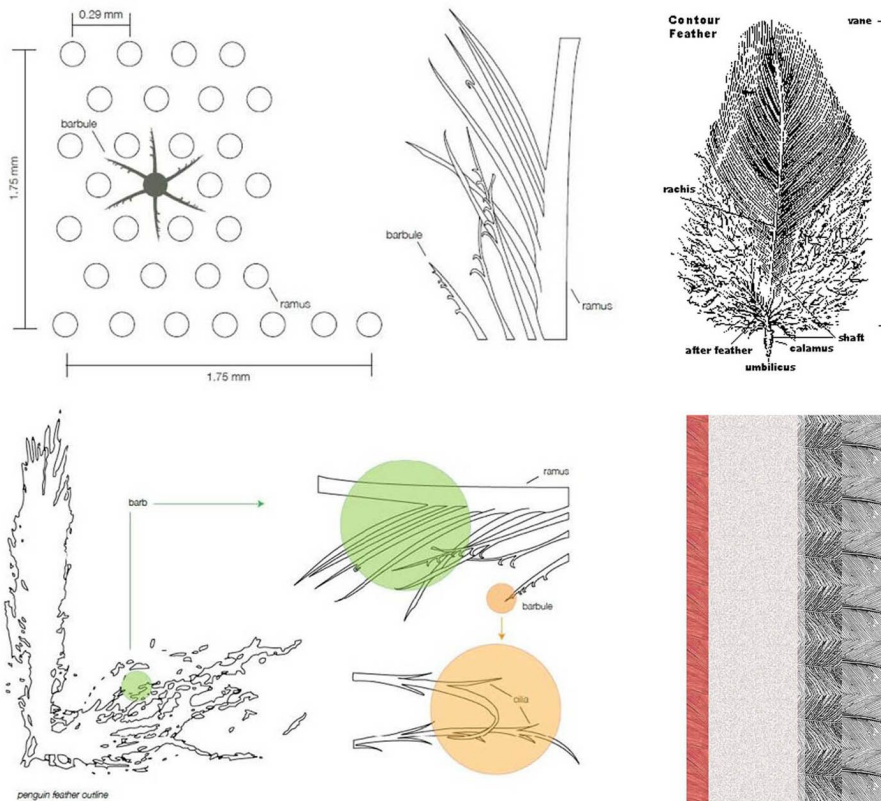 0.29 mm
1.75 mm
barbule
ramus
1.75 mm
barbule
ramus
Contour
Feather
vane
rachis
shaft
after feather
calamus
umbilicus
barb
ramus
barbule
cilia
penguin feather outline